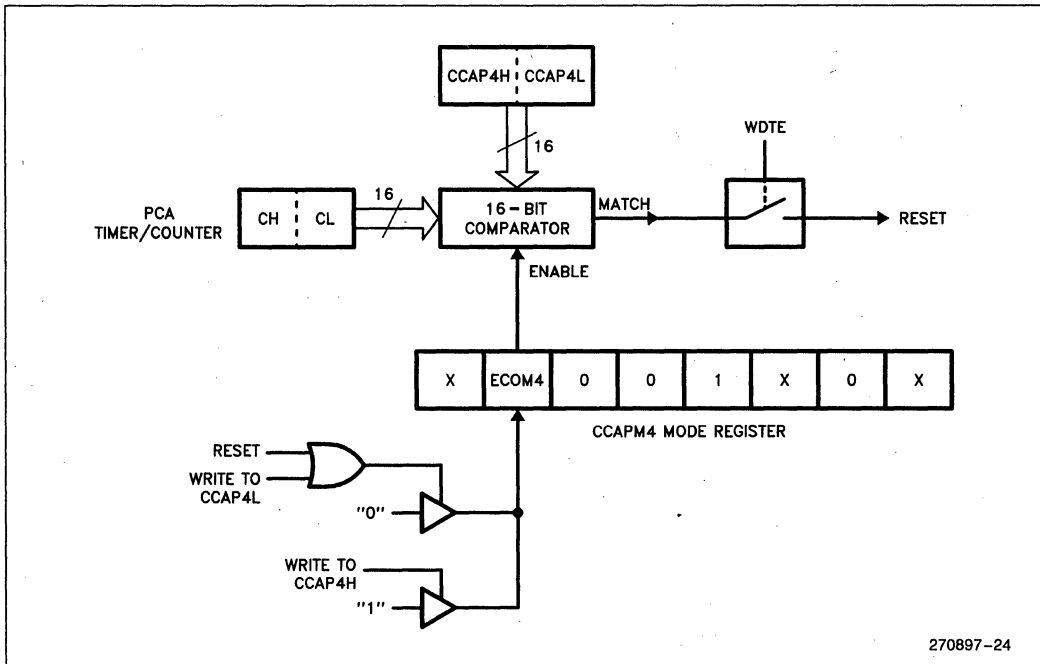 CCAP4H CCAP4L
16
WDTE
PCA
TIMER/COUNTER
CH CL
16
16-BIT
COMPARATOR
MATCH
RESET
ENABLE
X ECOM4 0 0 1 X 0 X
CCAPM4 MODE REGISTER
RESET
WRITE TO
CCAP4L
"0"
WRITE TO
CCAP4H
"1"
270897-24